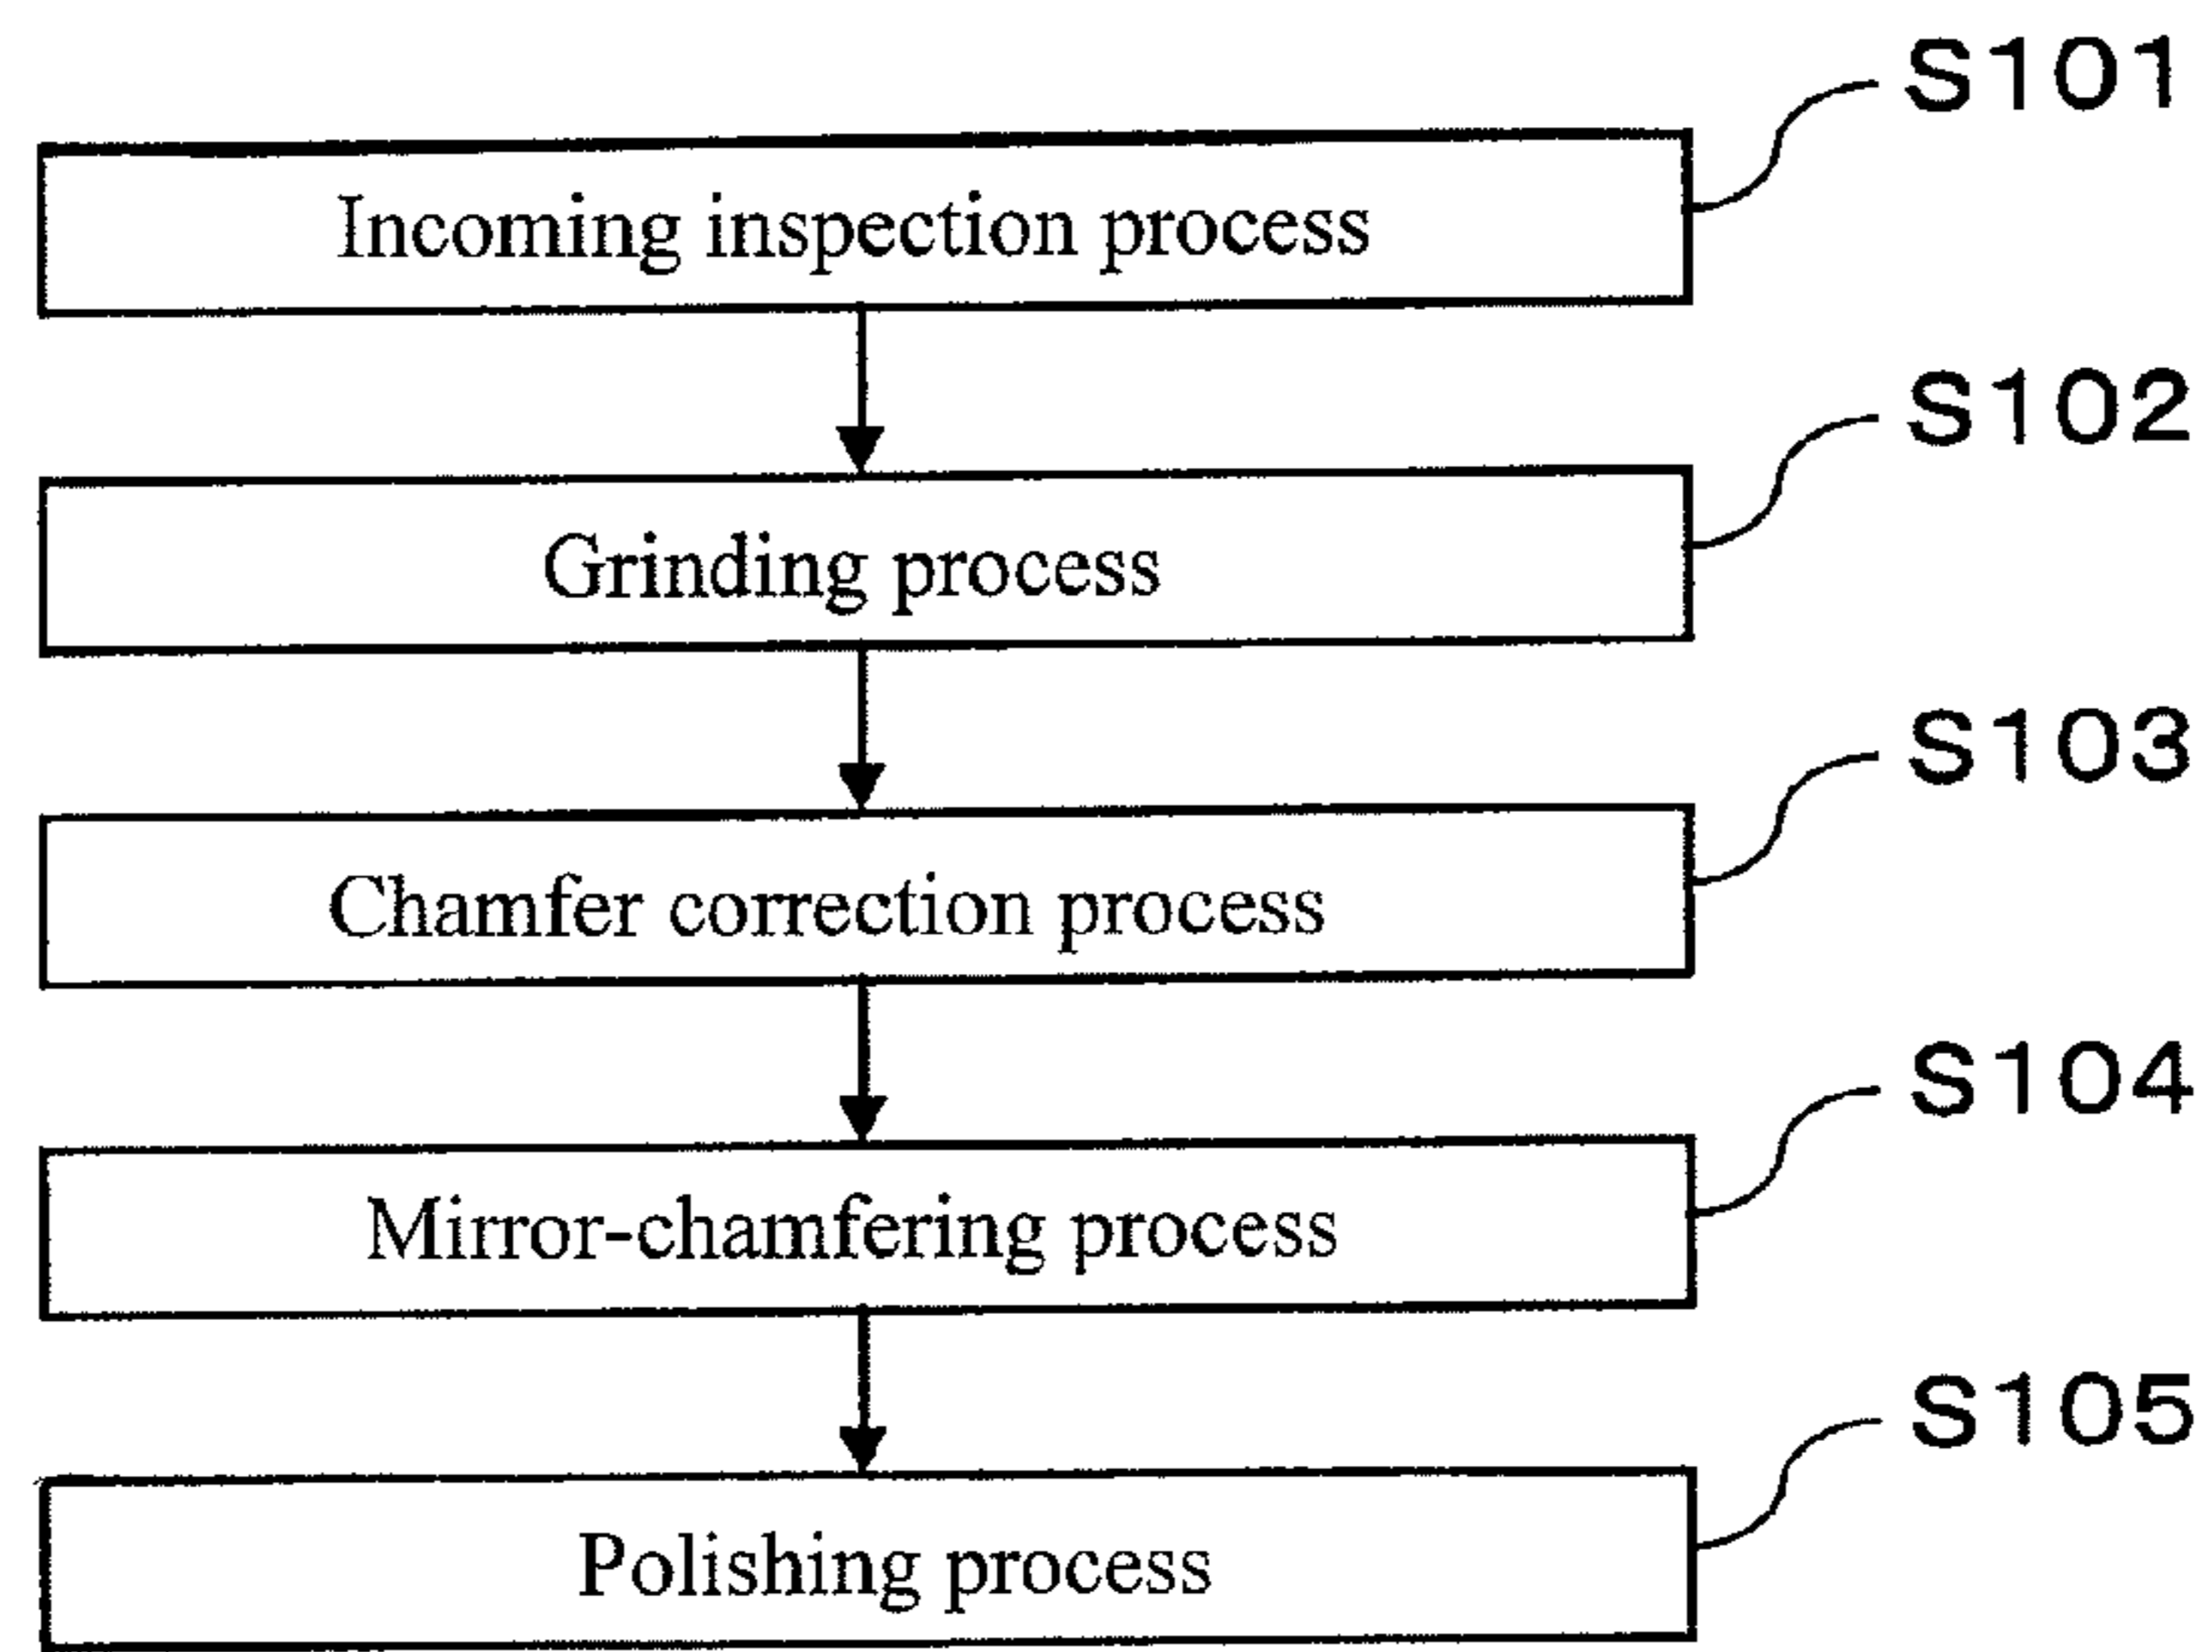 S101
Incoming inspection process
S102
Grinding process
S103
Chamfer correction process
S104
Mirror-chamfering process
S105
Polishing process